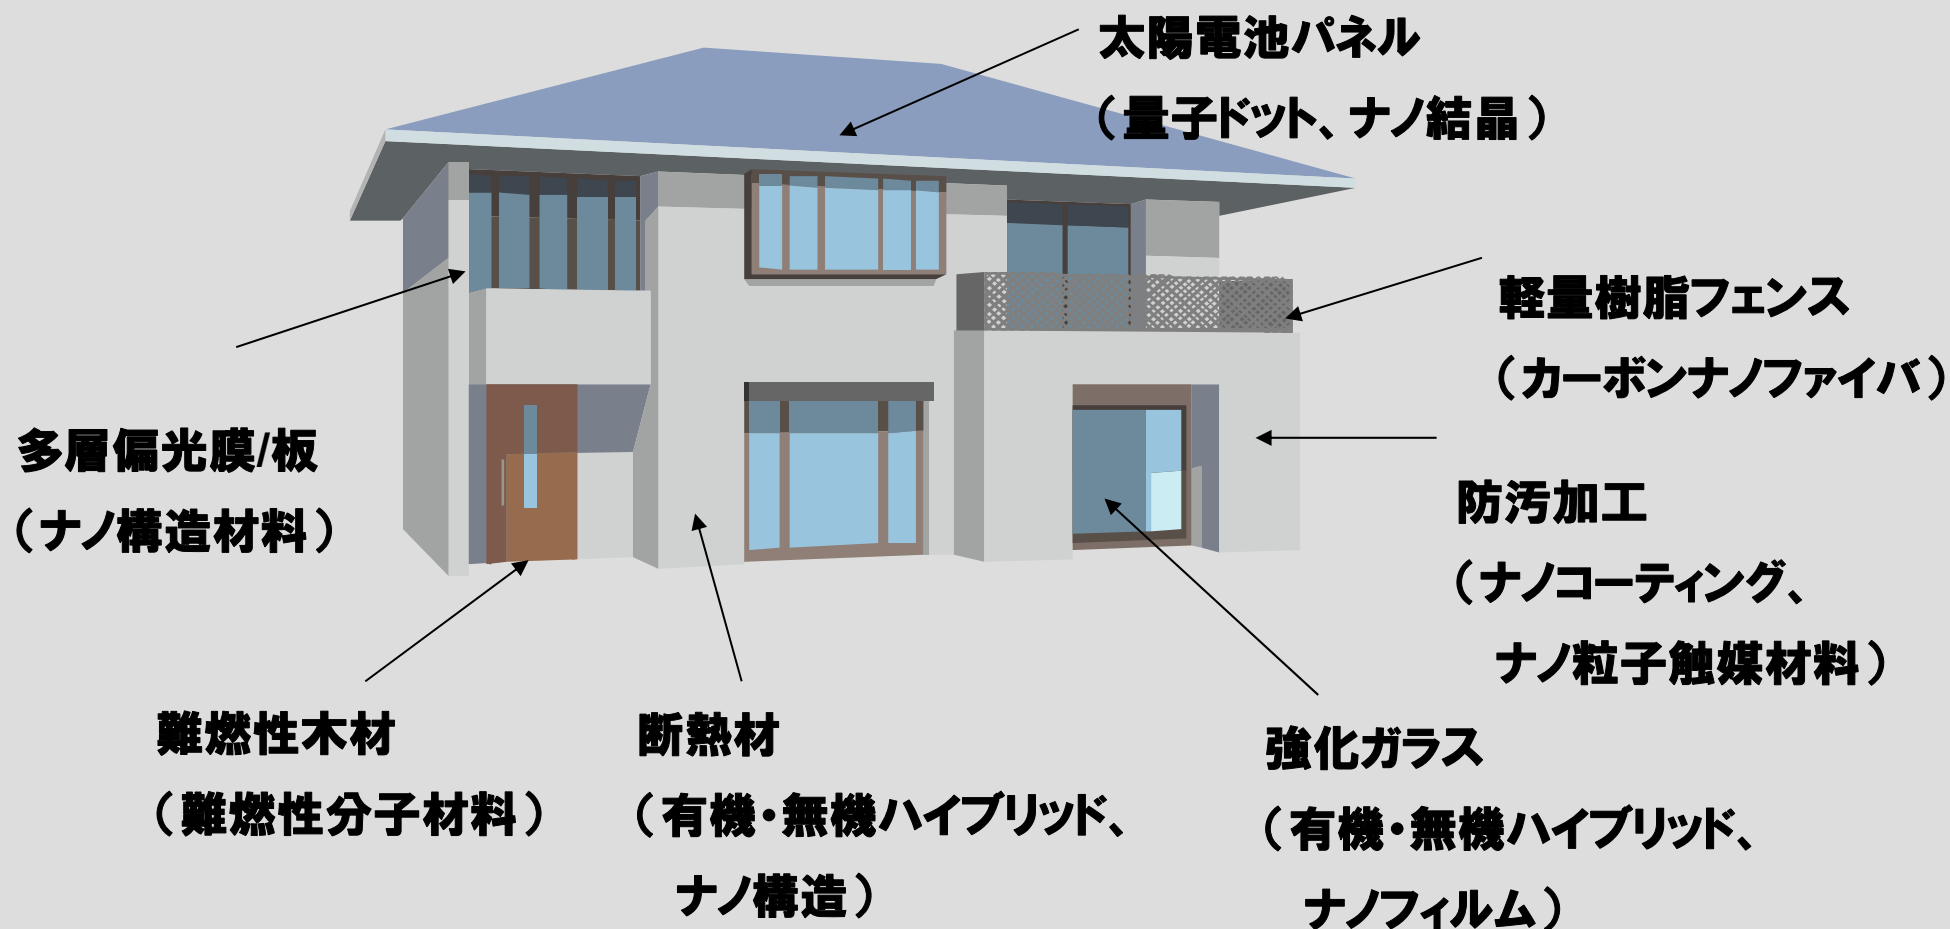 太陽電池パネル
（量子ドット、ナノ結晶）
軽量樹脂フェンス
（カーボンナノファイバ）
多層偏光膜/板
（ナノ構造材料）
防汚加工
（ナノコーティング、
ナノ粒子触媒材料）
難燃性木材
（難燃性分子材料）
断熱材
（有機・無機ハイブリッド、
ナノ構造）
強化ガラス
（有機・無機ハイブリッド、
ナノフィルム）